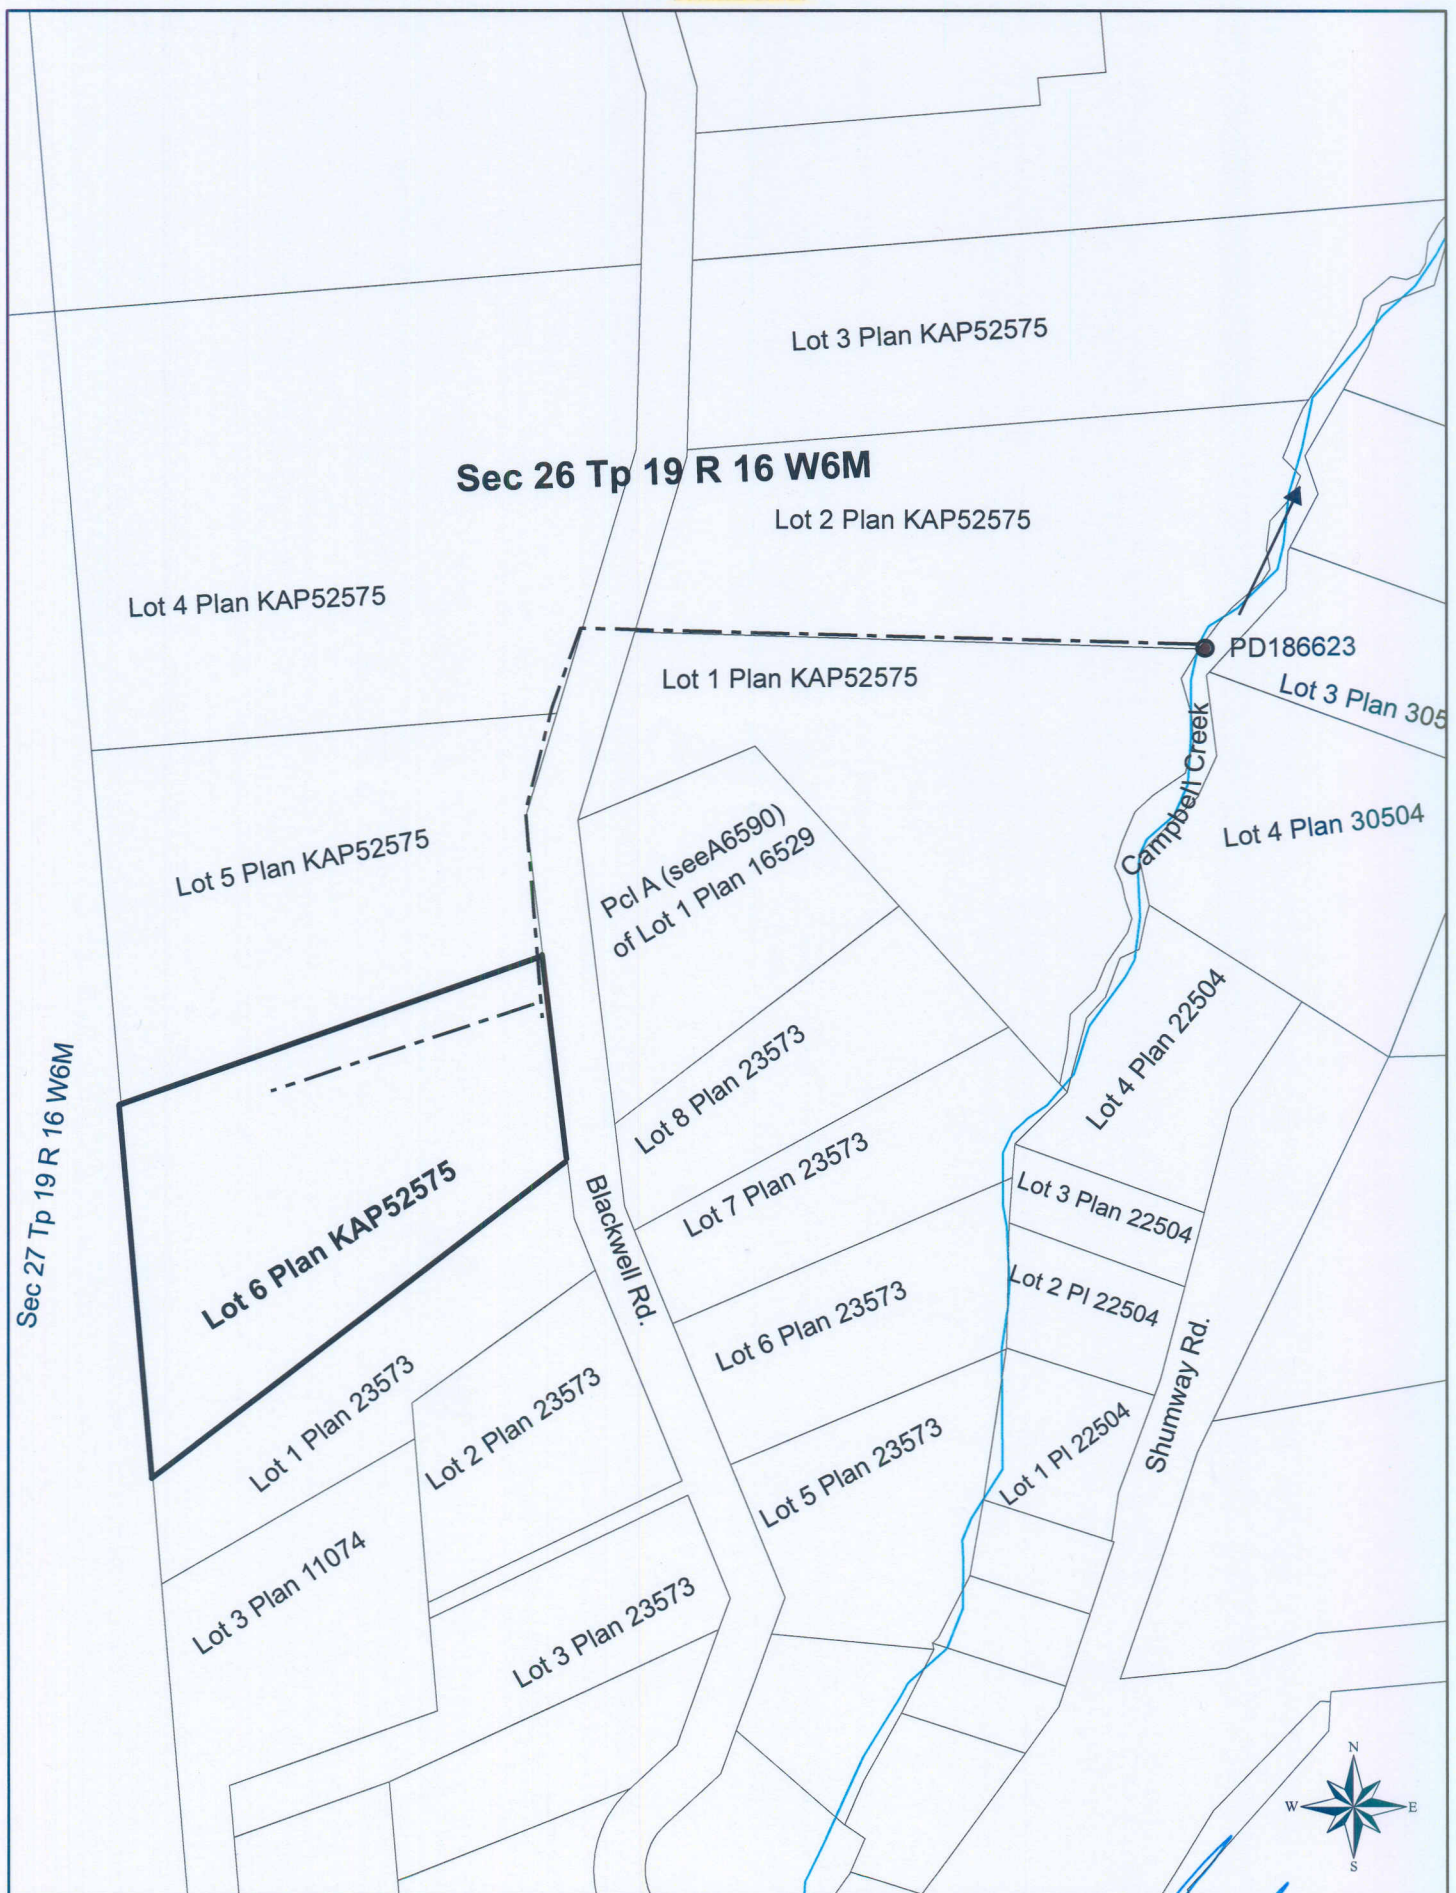 Lot 3 Plan KAP52575
Sec 26 Tp 19 R 16 W6M
Lot 2 Plan KAP52575
Lot 4 Plan KAP52575
PD186623
Lot 1 Plan KAP52575
Lot 3 Plan 305
Campbell Creek
Lot 4 Plan 30504
Pcl A (seeA6590)
of Lot 1 Plan 16529
Lot 5 Plan KAP52575
Lot 4 Plan 22504
Lot 8 Plan 23573
Sec 27 Tp 19 R 16 W6M
Lot 7 Plan 23573
Lot 3 Plan 22504
Lot 6 Plan KAP52575
Blackwell Rd.
Lot 2 Pl 22504
Lot 6 Plan 23573
Shumway Rd.
Lot 1 Plan 23573
Lot 2 Plan 23573
Lot 1 Pl 22504
Lot 5 Plan 23573
Lot 3 Plan 11074
Lot 3 Plan 23573
N
W
E
S